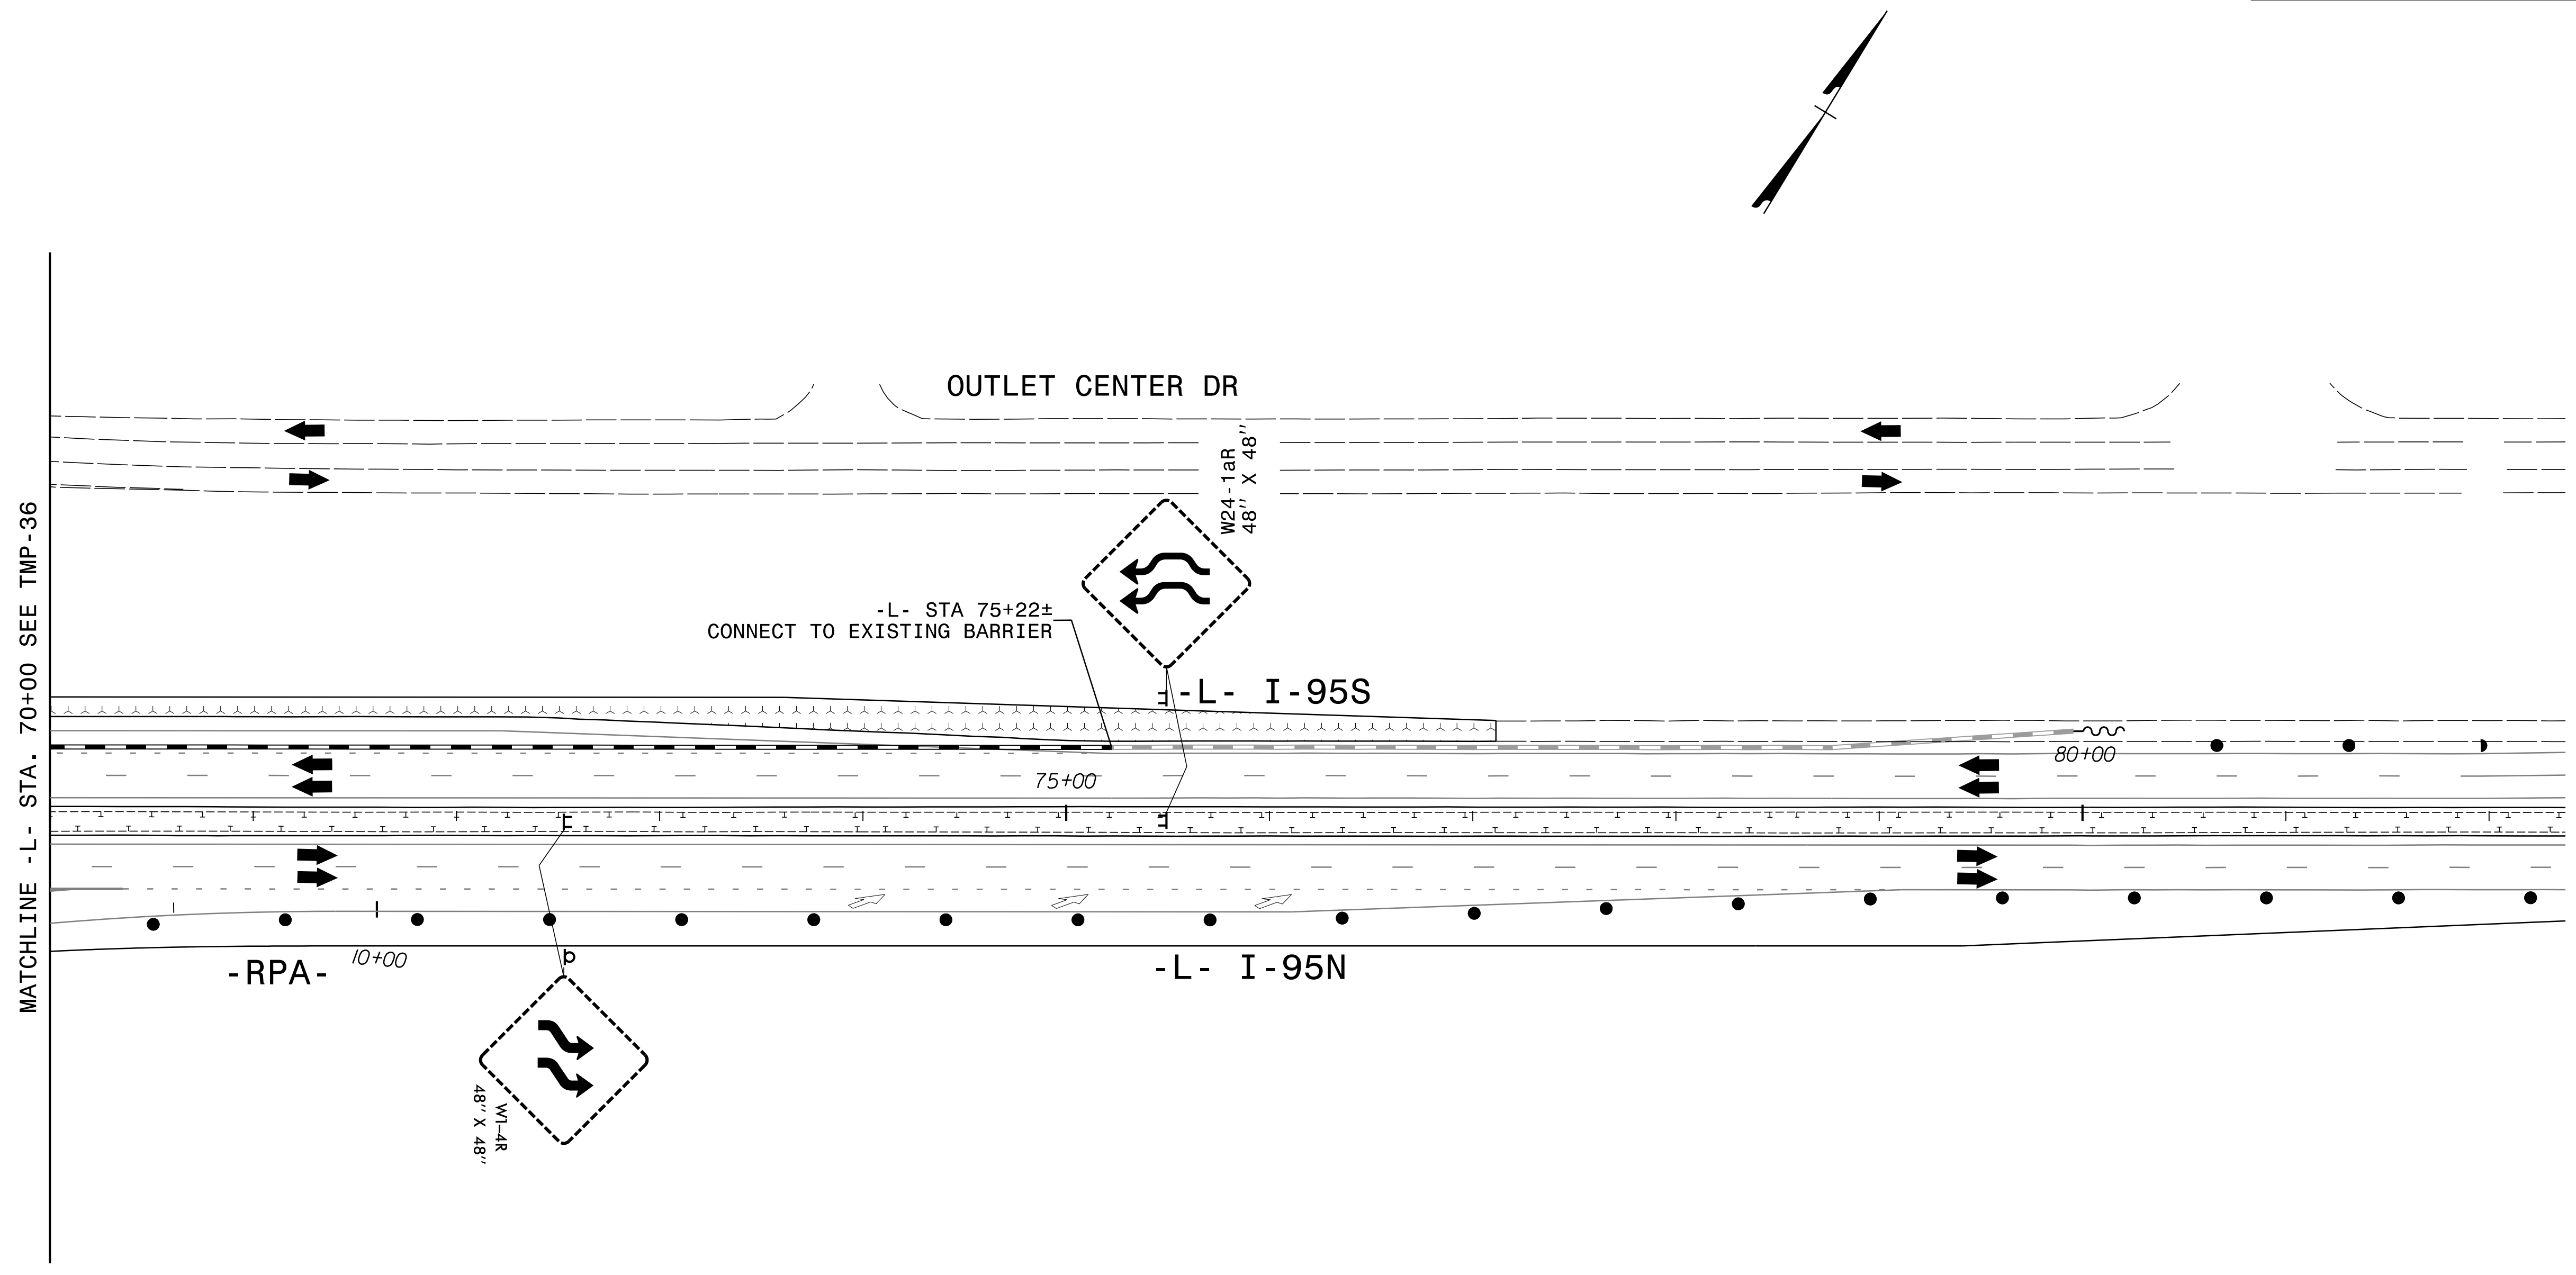 OUTLET CENTER DR
W24-1aR
48" X 48"
-L- STA 75+22±
CONNECT TO EXISTING BARRIER
-L- I-95S
MATCHLINE -L- STA. 70+00 SEE TMP-36
75+00
80+00
-RPA-
10+00
-L- I-95N
W1-4R
48" X 48"